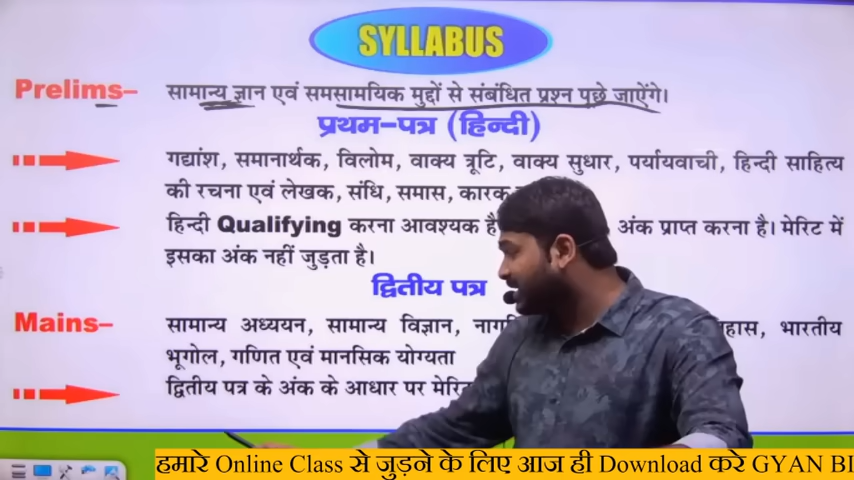 SYLLABUS
Prelims– सामान्य ज्ञान एवं समसामयिक मुद्दों से संबंधित प्रश्न पूछे जाऐंगे।
प्रथम-पत्र (हिन्दी)
गद्यांश, समानार्थक, विलोम, वाक्य त्रूटि, वाक्य सुधार, पर्यायवाची, हिन्दी साहित्य
की रचना एवं लेखक, संधि, समास, कारक
हिन्दी Qualifying करना आवश्यक है अंक प्राप्त करना है। मेरिट में
इसका अंक नहीं जुड़ता है।
द्वितीय पत्र
Mains– सामान्य अध्ययन, सामान्य विज्ञान, भारतीय
भूगोल, गणित एवं मानसिक योग्यता
द्वितीय पत्र के अंक के आधार पर
हमारे Online Class से जुड़ने के लिए आज ही Download करे GYAN